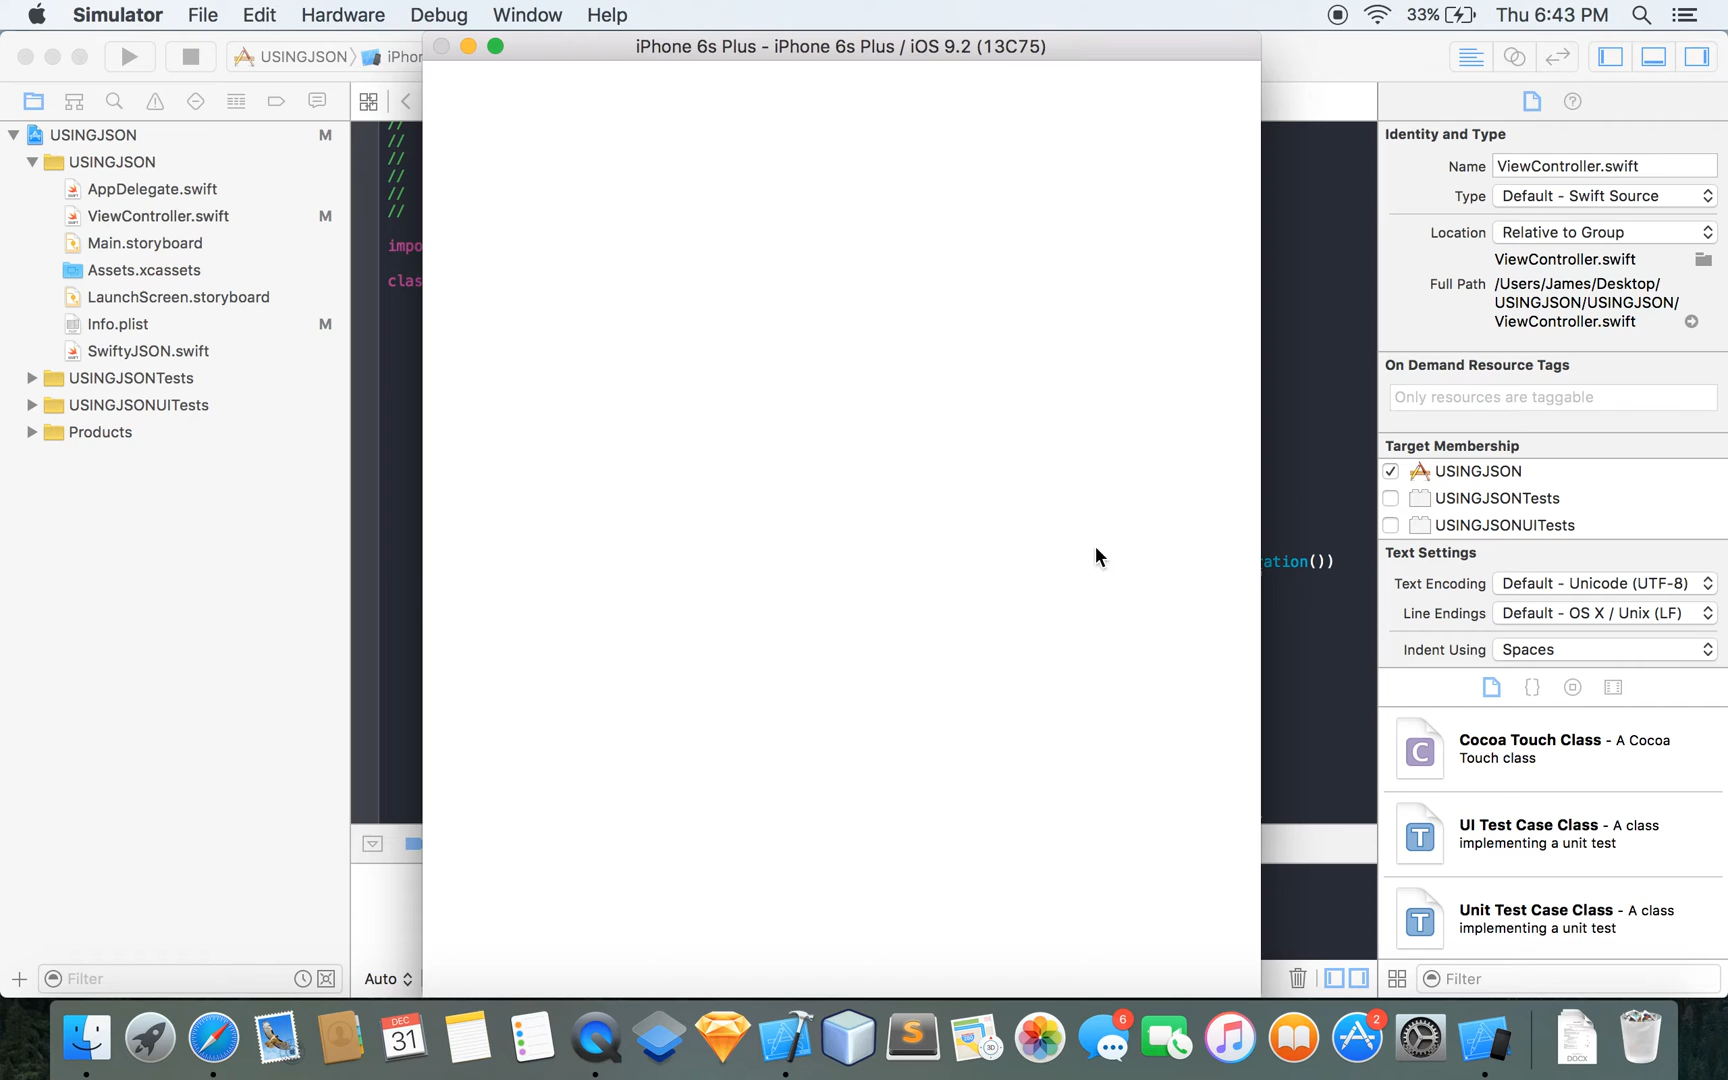 Simulator File Edit Hardware Debug Window Help 33% Thu 6:43 PM
iPhone 6s Plus - iPhone 6s Plus / iOS 9.2 (13C75)
USINGJSON iPhor
USINGJSON M
USINGJSON
AppDelegate.swift
ViewController.swift M
Main.storyboard
Assets.xcassets
LaunchScreen.storyboard
Info.plist M
SwiftyJSON.swift
USINGJSONTests
USINGJSONUITests
Products
Filter
//
//
//
//
//
//
impo
clas
ration())
Auto
Identity and Type
Name ViewController.swift
Type Default - Swift Source
Location Relative to Group
ViewController.swift
Full Path /Users/James/Desktop/
USINGJSON/USINGJSON/
ViewController.swift
On Demand Resource Tags
Only resources are taggable
Target Membership
USINGJSON
USINGJSONTests
USINGJSONUITests
Text Settings
Text Encoding Default - Unicode (UTF-8)
Line Endings Default - OS X / Unix (LF)
Indent Using Spaces
{}
C Cocoa Touch Class - A Cocoa
Touch class
T UI Test Case Class - A class
implementing a unit test
T Unit Test Case Class - A class
implementing a unit test
Filter
DEC
31
S
3D
6
2
DOCX